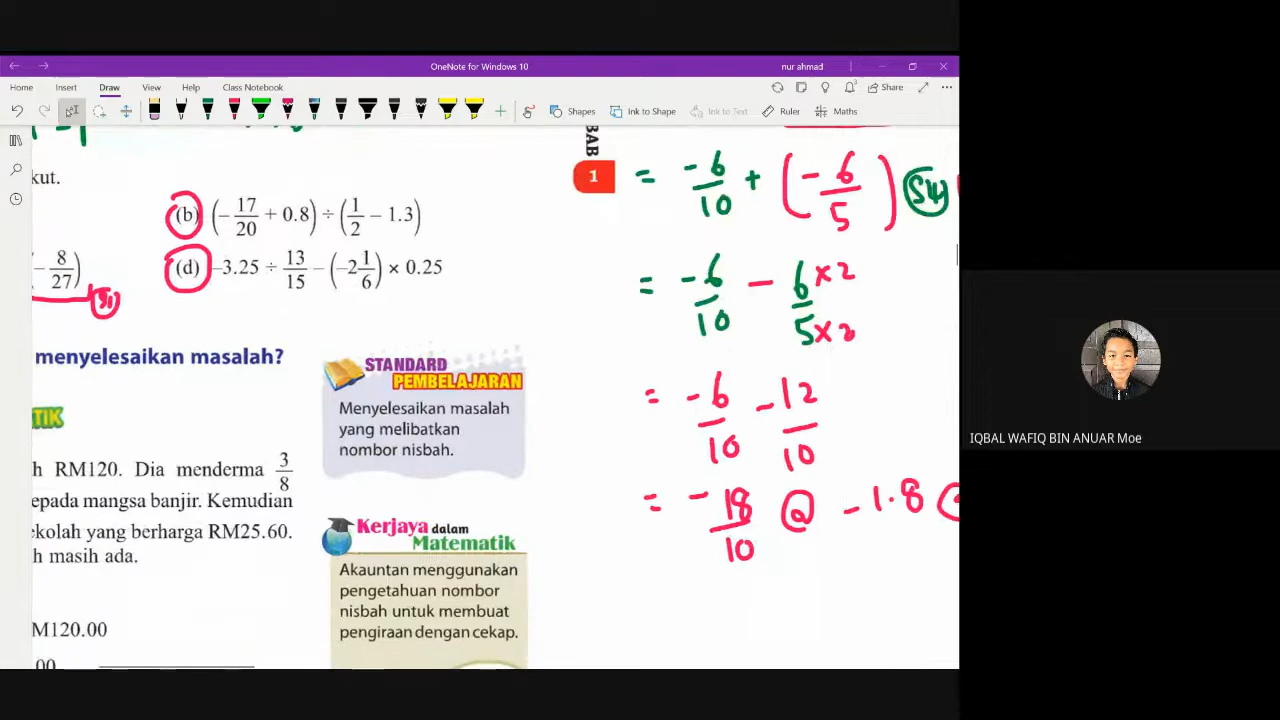 OneNote for Windows 10
nur ahmad
Home Insert Draw View Help Class Notebook
Share
Shapes Ink to Shape Ink to Text Ruler Maths
kut.
(b) (-17/20 + 0.8) ÷ (1/2 - 1.3)
- 8/27) S11
(d) -3.25 ÷ 13/15 - (-2 1/6) × 0.25
menyelesaikan masalah?
TIK
h RM120. Dia menderma 3/8
epada mangsa banjir. Kemudian
ekolah yang berharga RM25.60.
h masih ada.
M120.00
00
STANDARD
PEMBELAJARAN
Menyelesaikan masalah
yang melibatkan
nombor nisbah.
Kerjaya dalam
Matematik
Akauntan menggunakan
pengetahuan nombor
nisbah untuk membuat
pengiraan dengan cekap.
BAB
1
= -6/10 + (-6/5)
= -6/10 - 6×2/5×2
= -6/10 - 12/10
= -18/10 @ -1.8
IQBAL WAFIQ BIN ANUAR Moe